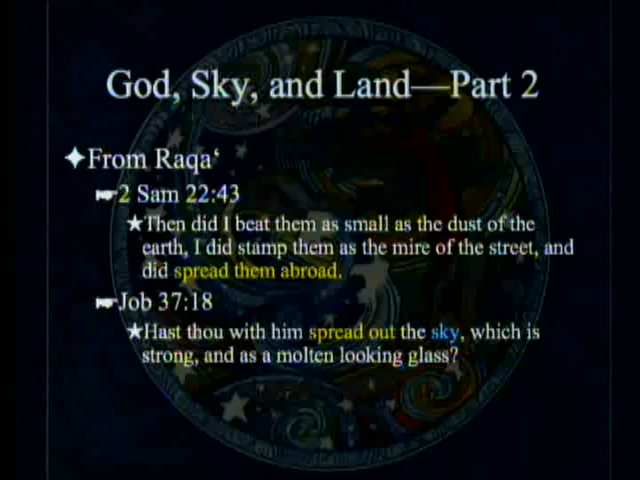 God, Sky, and Land—Part 2
From Raqa‘
2 Sam 22:43
Then did I beat them as small as the dust of the
earth, I did stamp them as the mire of the street, and
did spread them abroad.
Job 37:18
Hast thou with him spread out the sky, which is
strong, and as a molten looking glass?